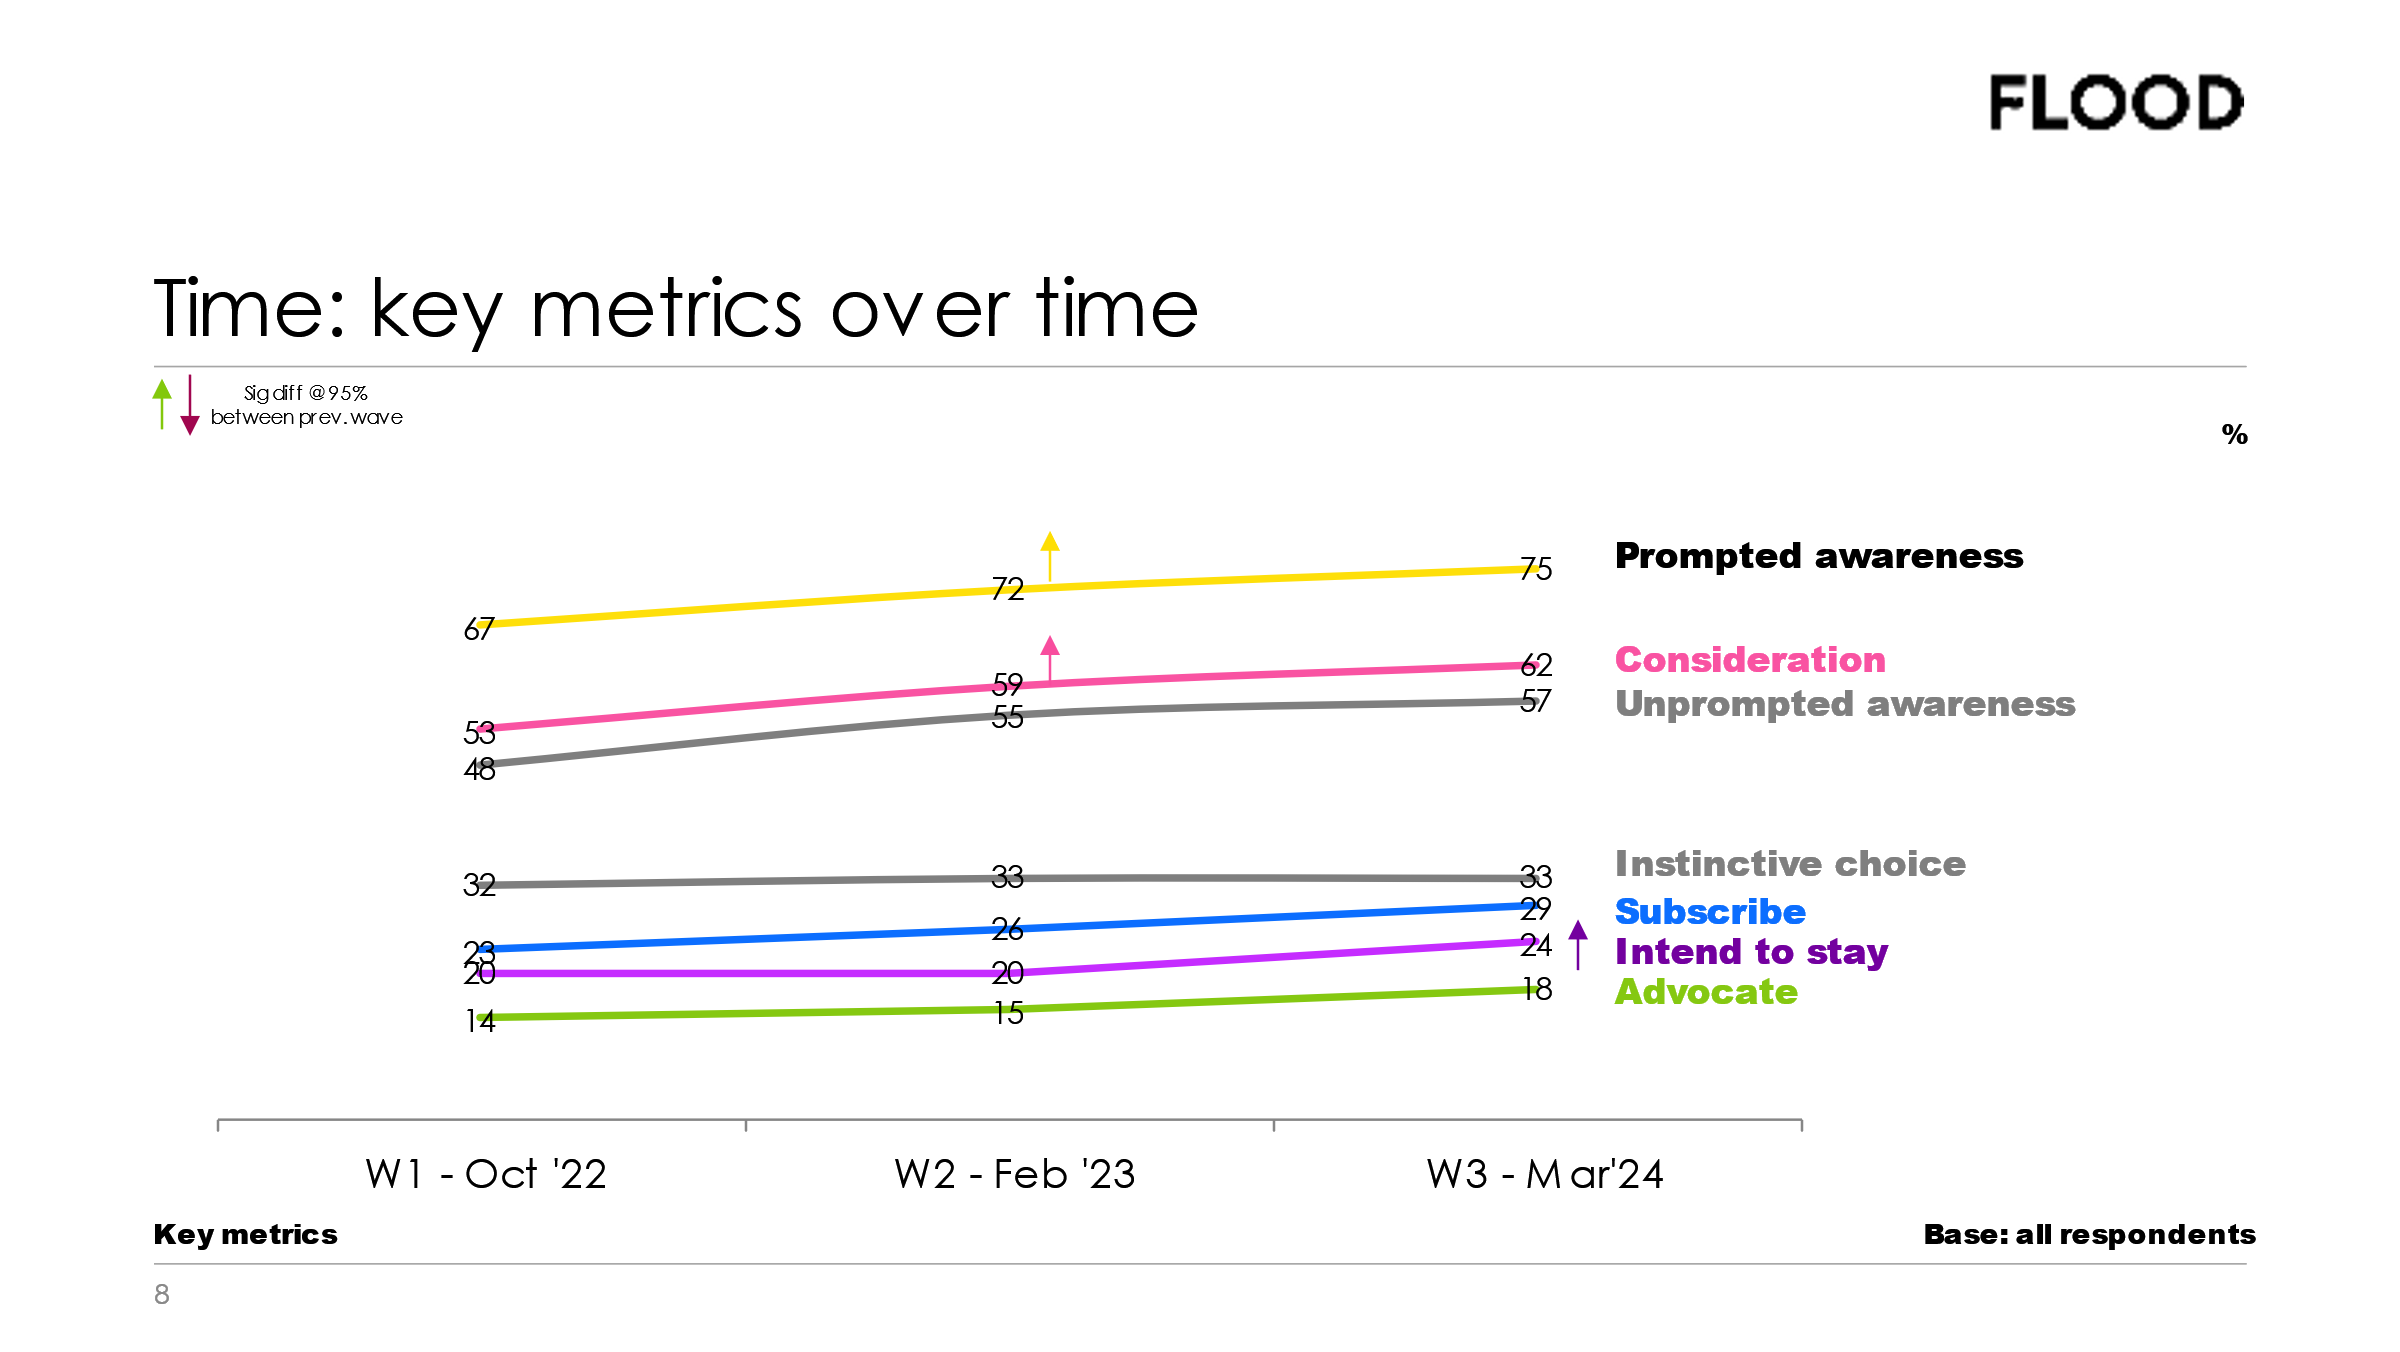 FLOOD
Time: key metrics over time
Sig diff @ 95%
between prev. wave
%
75
Prompted awareness
72
67
62
Consideration
59
57
Unprompted awareness
55
53
48
32
33
33
Instinctive choice
29
Subscribe
26
23
24
Intend to stay
20
20
18
Advocate
15
14
W1 - Oct '22
W2 - Feb '23
W3 - Mar'24
Key metrics
Base: all respondents
8